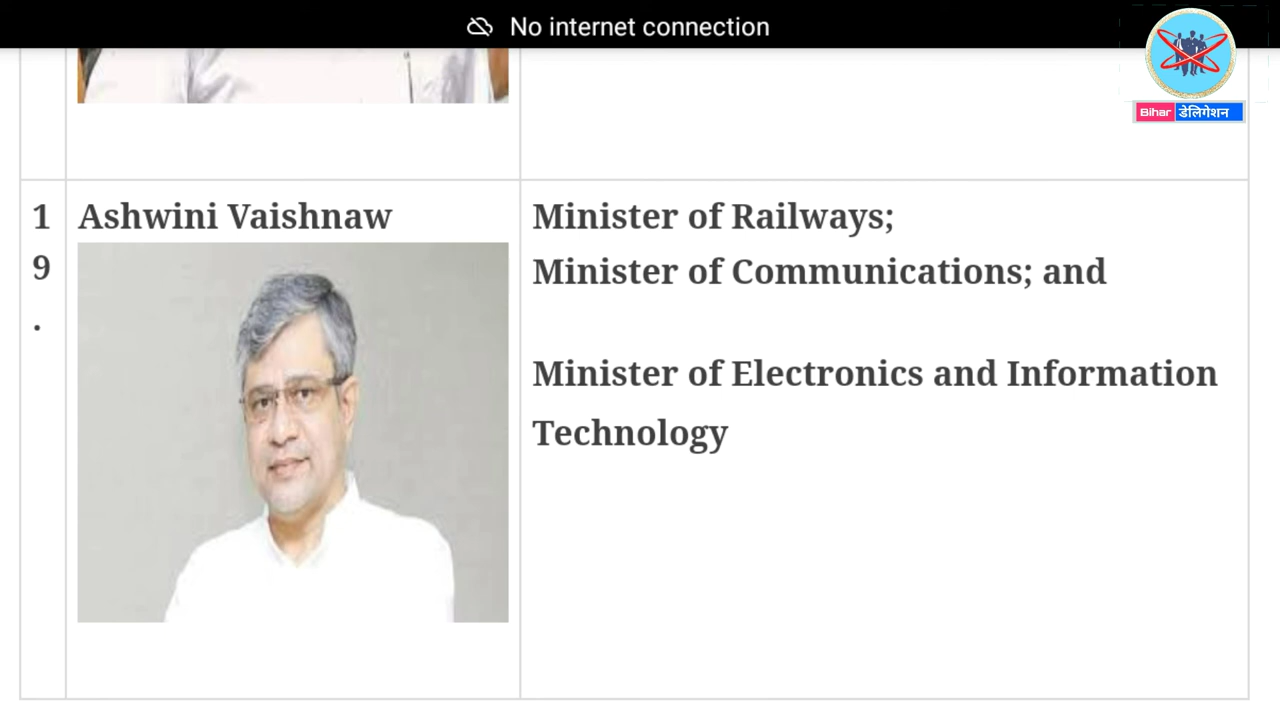 No internet connection
Bihar डेलिगेशन
1
9
.
Ashwini Vaishnaw
Minister of Railways;
Minister of Communications; and
Minister of Electronics and Information
Technology